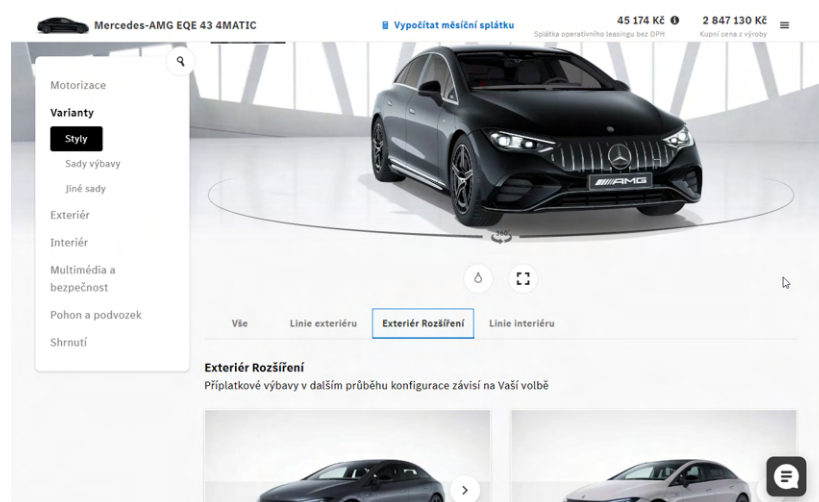 Mercedes-AMG EQE 43 4MATIC
Vypočítat měsíční splátku
45 174 Kč
Splátka operativního leasingu bez DPH
2 847 130 Kč
Kupní cena z výroby
Motorizace
Varianty
Styly
Sady výbavy
Jiné sady
Exteriér
Interiér
Multimédia a
bezpečnost
Pohon a podvozek
Shrnutí
AMG
360°
Vše
Linie exteriéru
Exteriér Rozšíření
Linie interiéru
Exteriér Rozšíření
Příplatkové výbavy v dalším průběhu konfigurace závisí na Vaší volbě